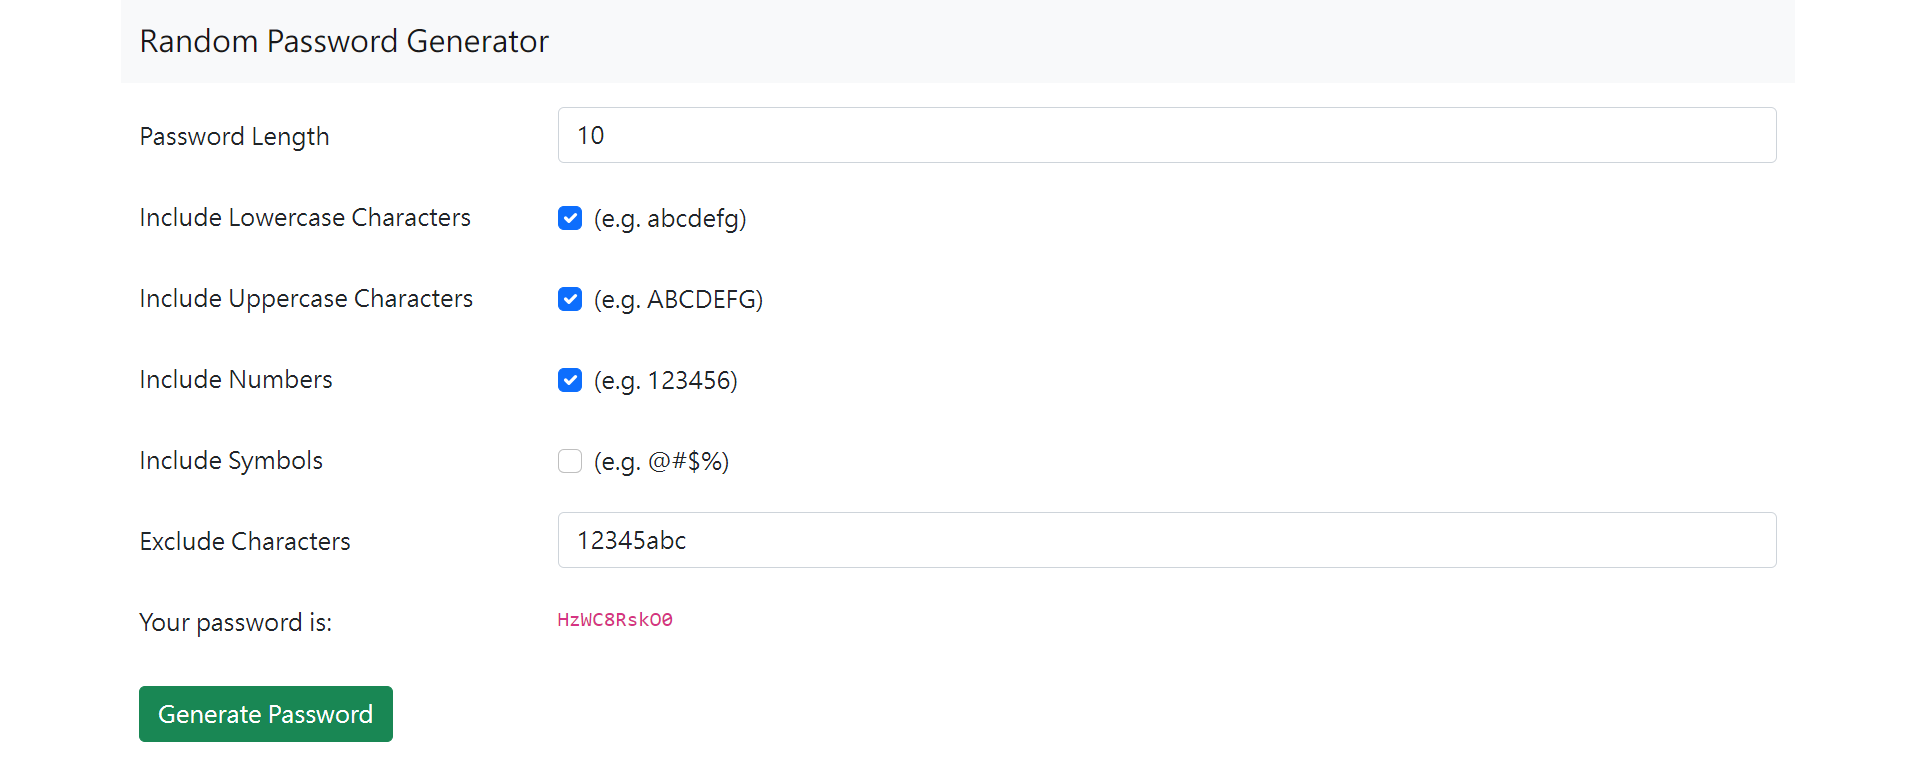 Random Password Generator
Password Length
10
Include Lowercase Characters
(e.g. abcdefg)
Include Uppercase Characters
(e.g. ABCDEFG)
Include Numbers
(e.g. 123456)
Include Symbols
(e.g. @#$%)
Exclude Characters
12345abc
Your password is:
HzWC8RskO0
Generate Password